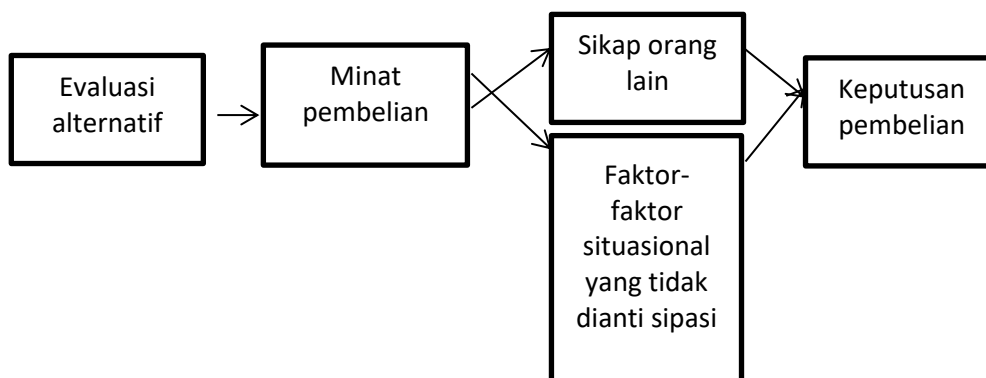 Evaluasi
alternatif
Minat
pembelian
Sikap orang
lain
Faktor-
faktor
situasional
yang tidak
dianti sipasi
Keputusan
pembelian